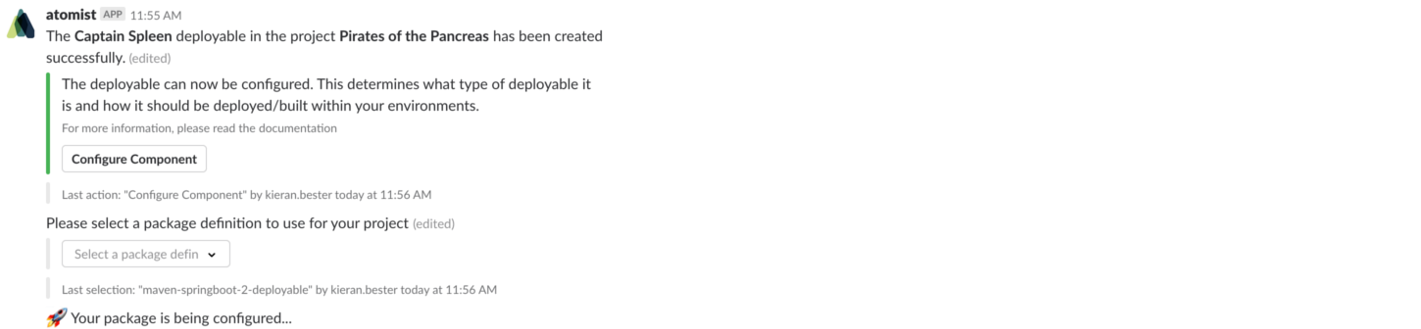 atomist APP 11:55 AM
The Captain Spleen deployable in the project Pirates of the Pancreas has been created
successfully. (edited)
The deployable can now be configured. This determines what type of deployable it
is and how it should be deployed/built within your environments.
For more information, please read the documentation
Configure Component
Last action: "Configure Component" by kieran.bester today at 11:56 AM
Please select a package definition to use for your project (edited)
Select a package defin
Last selection: "maven-springboot-2-deployable" by kieran.bester today at 11:56 AM
🚀 Your package is being configured...